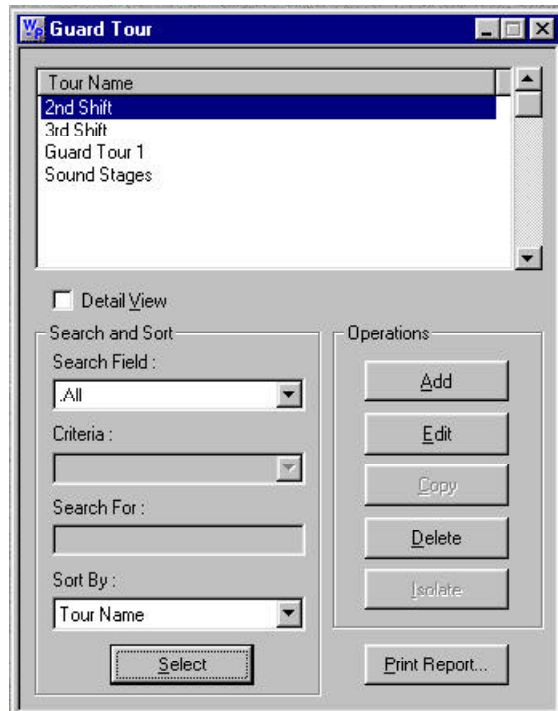 WP Guard Tour
Tour Name
2nd Shift
3rd Shift
Guard Tour 1
Sound Stages
Detail View
Search and Sort
Search Field :
.All
Criteria :
Search For :
Sort By :
Tour Name
Select
Operations
Add
Edit
Copy
Delete
Isolate
Print Report...